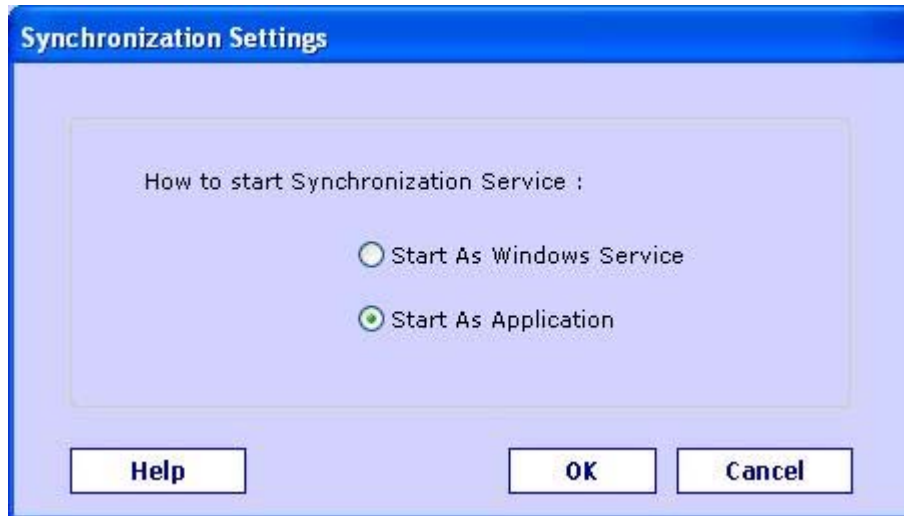 Synchronization Settings
How to start Synchronization Service :
Start As Windows Service
Start As Application
Help OK Cancel